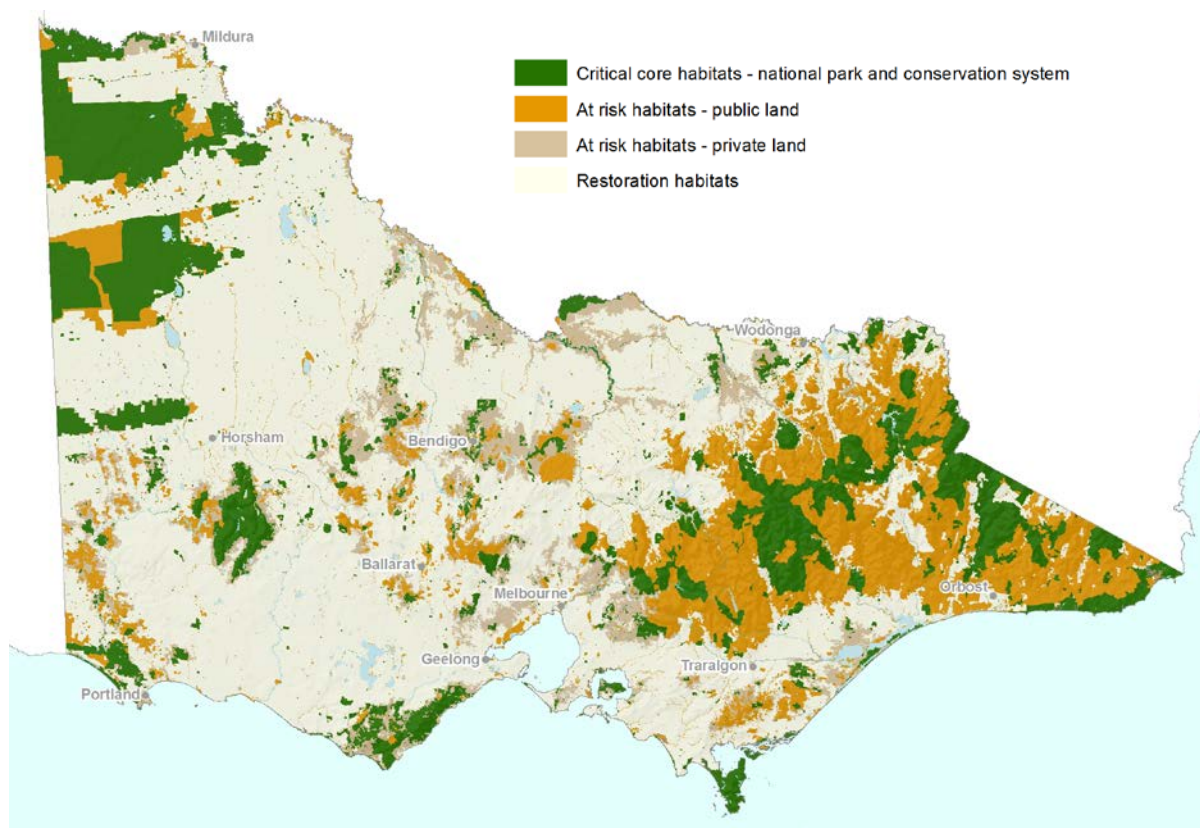 Mildura
Critical core habitats - national park and conservation system
At risk habitats - public land
At risk habitats - private land
Restoration habitats
Wodonga
Horsham
Bendigo
Ballarat
Melbourne
Orbost
Geelong
Traralgon
Portland